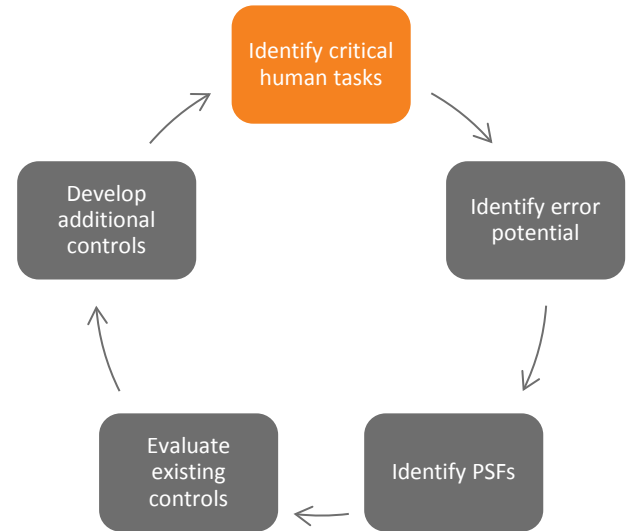 Identify critical
human tasks
Identify error
potential
Identify PSFs
Evaluate
existing
controls
Develop
additional
controls